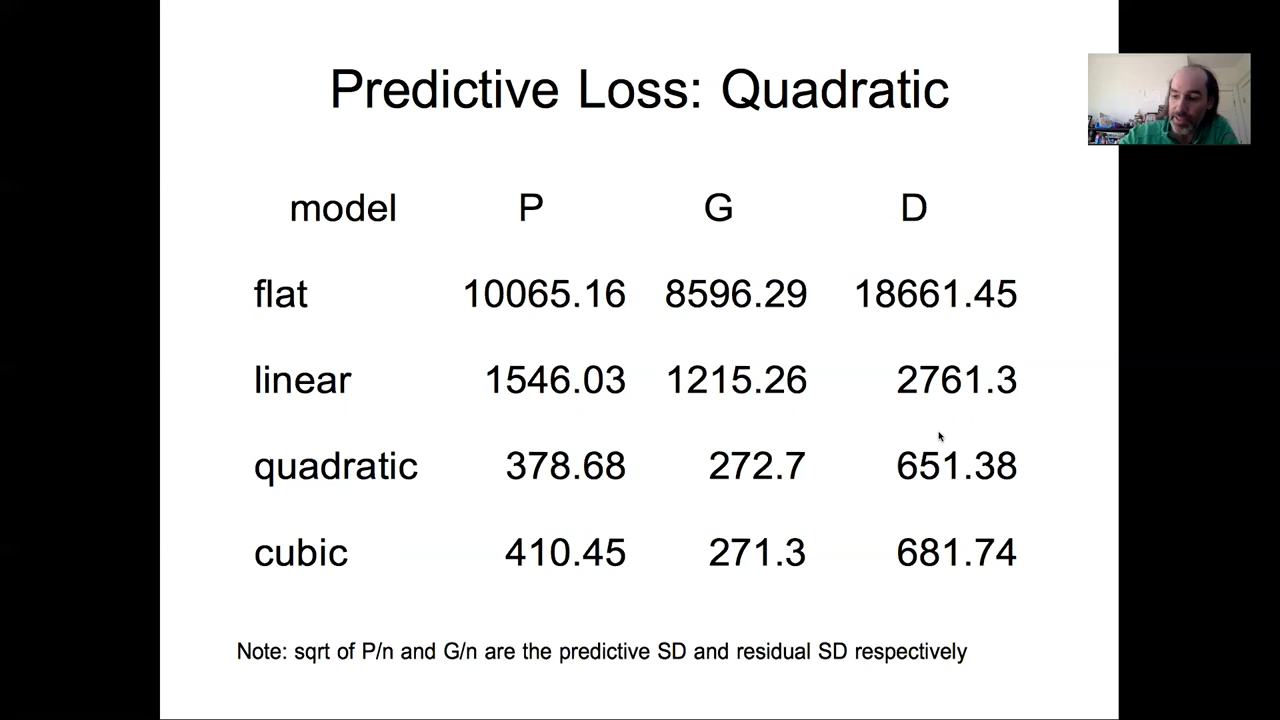 Predictive Loss: Quadratic
model P G D
flat 10065.16 8596.29 18661.45
linear 1546.03 1215.26 2761.3
quadratic 378.68 272.7 651.38
cubic 410.45 271.3 681.74
Note: sqrt of P/n and G/n are the predictive SD and residual SD respectively